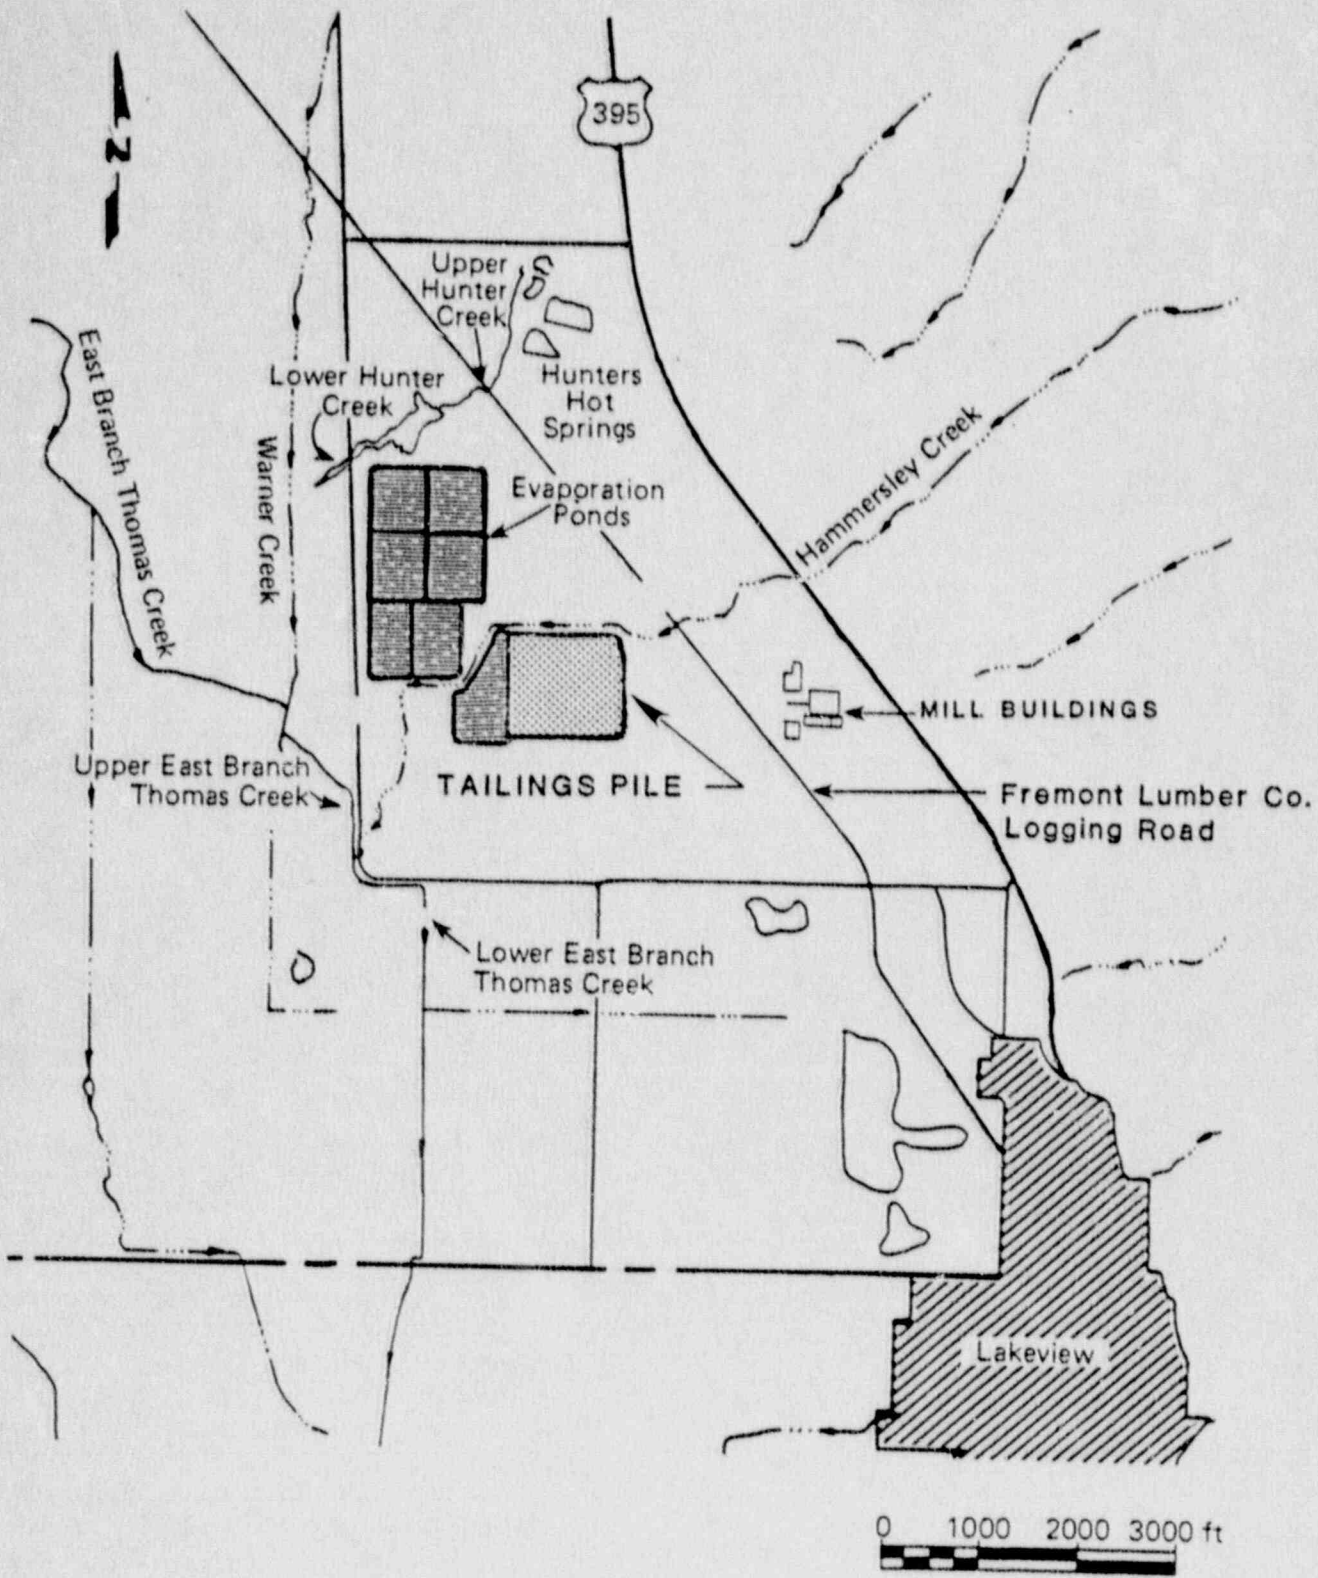 395
N
Upper
Hunter
Creek
East Branch Thomas Creek
Lower Hunter
Creek
Hunters
Hot
Springs
Warner Creek
Hammersley Creek
Evaporation
Ponds
MILL BUILDINGS
Upper East Branch
Thomas Creek
TAILINGS PILE
Fremont Lumber Co.
Logging Road
Lower East Branch
Thomas Creek
Lakeview
0 1000 2000 3000 ft